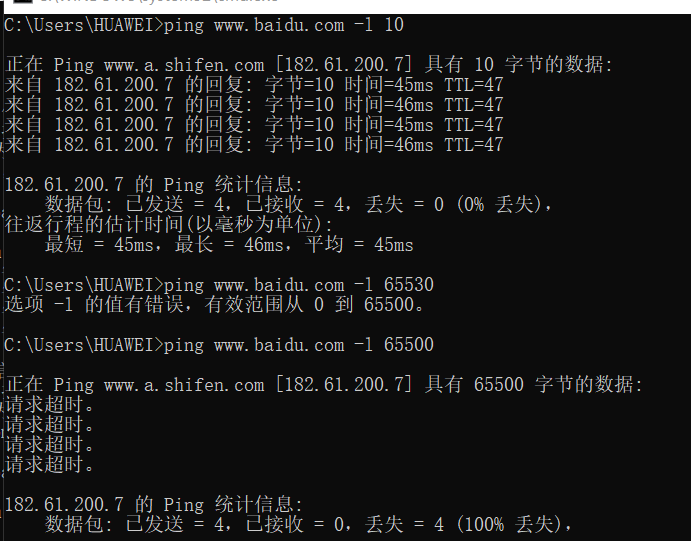 C:\Users\HUAWEI>ping www.baidu.com -l 10
正在 Ping www.a.shifen.com [182.61.200.7] 具有 10 字节的数据:
来自 182.61.200.7 的回复: 字节=10 时间=45ms TTL=47
来自 182.61.200.7 的回复: 字节=10 时间=46ms TTL=47
来自 182.61.200.7 的回复: 字节=10 时间=45ms TTL=47
来自 182.61.200.7 的回复: 字节=10 时间=46ms TTL=47
182.61.200.7 的 Ping 统计信息:
数据包: 已发送 = 4，已接收 = 4，丢失 = 0 (0% 丢失)，
往返行程的估计时间(以毫秒为单位):
最短 = 45ms，最长 = 46ms，平均 = 45ms
C:\Users\HUAWEI>ping www.baidu.com -l 65530
选项 -l 的值有错误，有效范围从 0 到 65500。
C:\Users\HUAWEI>ping www.baidu.com -l 65500
正在 Ping www.a.shifen.com [182.61.200.7] 具有 65500 字节的数据:
请求超时。
请求超时。
请求超时。
请求超时。
182.61.200.7 的 Ping 统计信息:
数据包: 已发送 = 4，已接收 = 0，丢失 = 4 (100% 丢失)，